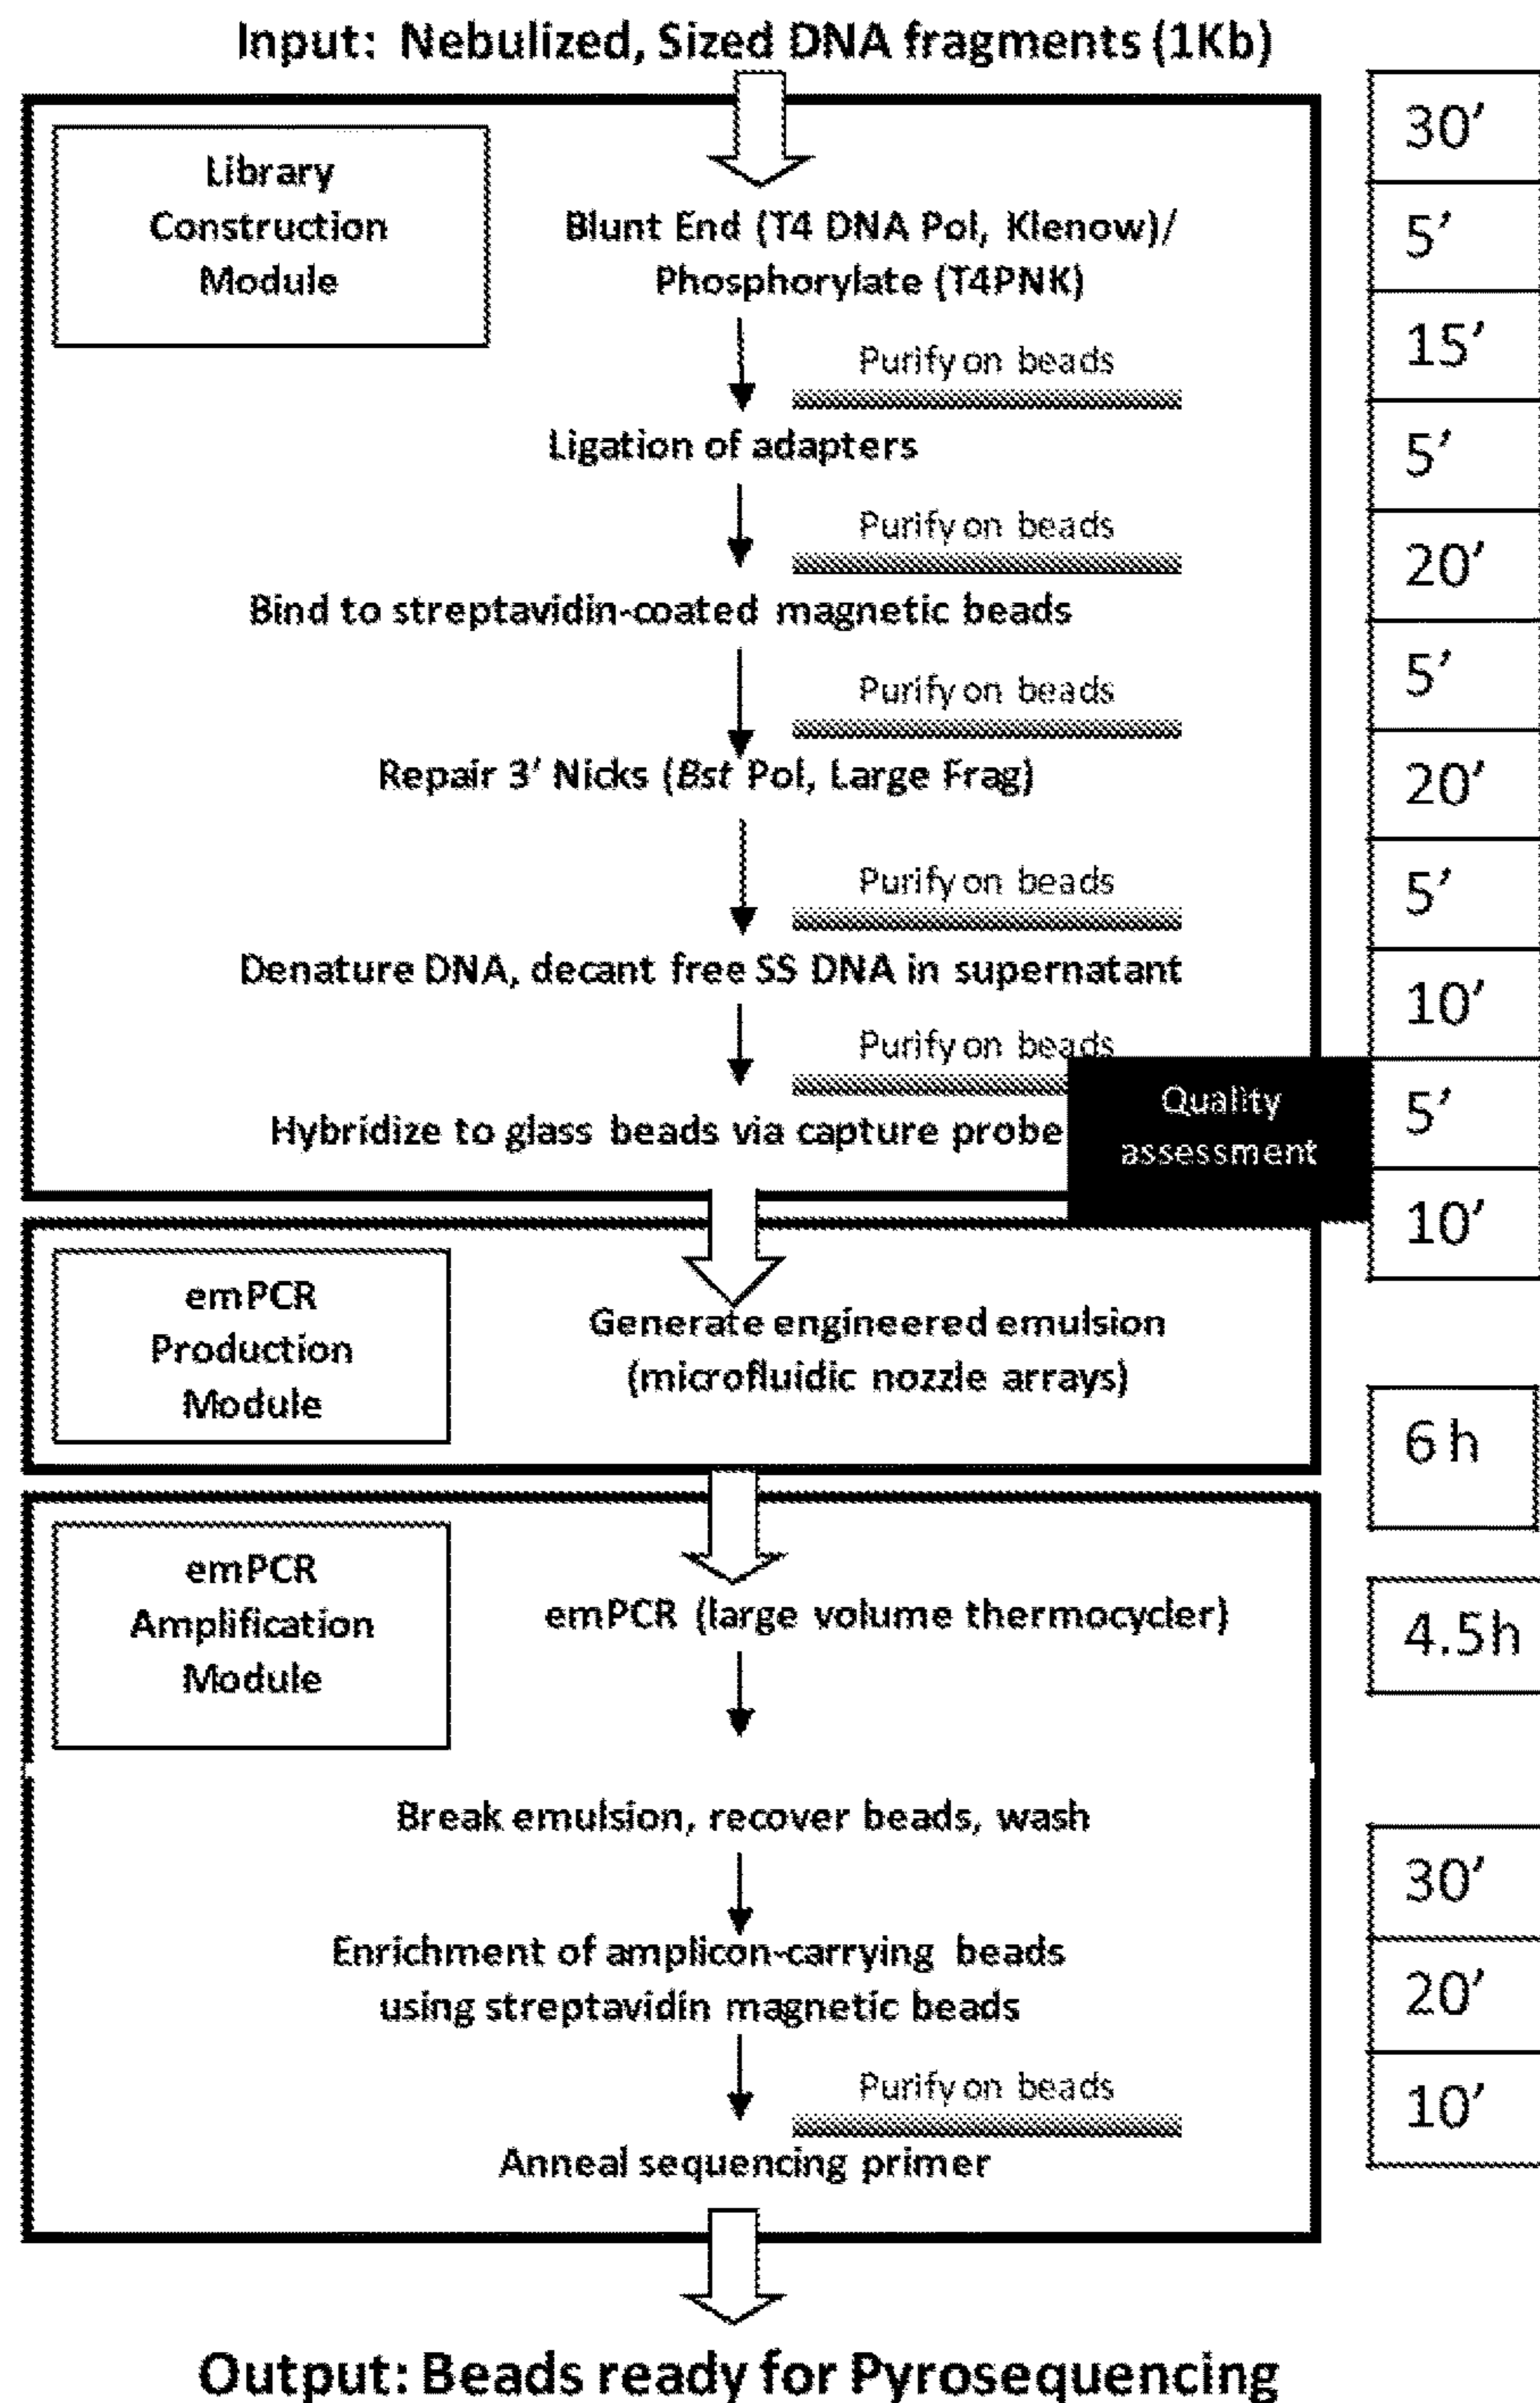 Input: Nebulized, Sized DNA fragments (1Kb)
Library
Construction
Module
Blunt End (T4 DNA Pol, Klenow)/
Phosphorylate (T4PNK)
Purify on beads
Ligation of adapters
Purify on beads
Bind to streptavidin-coated magnetic beads
Purify on beads
Repair 3' Nicks (Bst Pol, Large Frag)
Purify on beads
Denature DNA, decant free SS DNA in supernatant
Purify on beads
Hybridize to glass beads via capture probe
Quality
assessment
30'
5'
15'
5'
20'
5'
20'
5'
10'
5'
10'
emPCR
Production
Module
Generate engineered emulsion
(microfluidic nozzle arrays)
6 h
emPCR
Amplification
Module
emPCR (large volume thermocycler)
4.5h
Break emulsion, recover beads, wash
Enrichment of amplicon-carrying beads
using streptavidin magnetic beads
Purify on beads
Anneal sequencing primer
30'
20'
10'
Output: Beads ready for Pyrosequencing